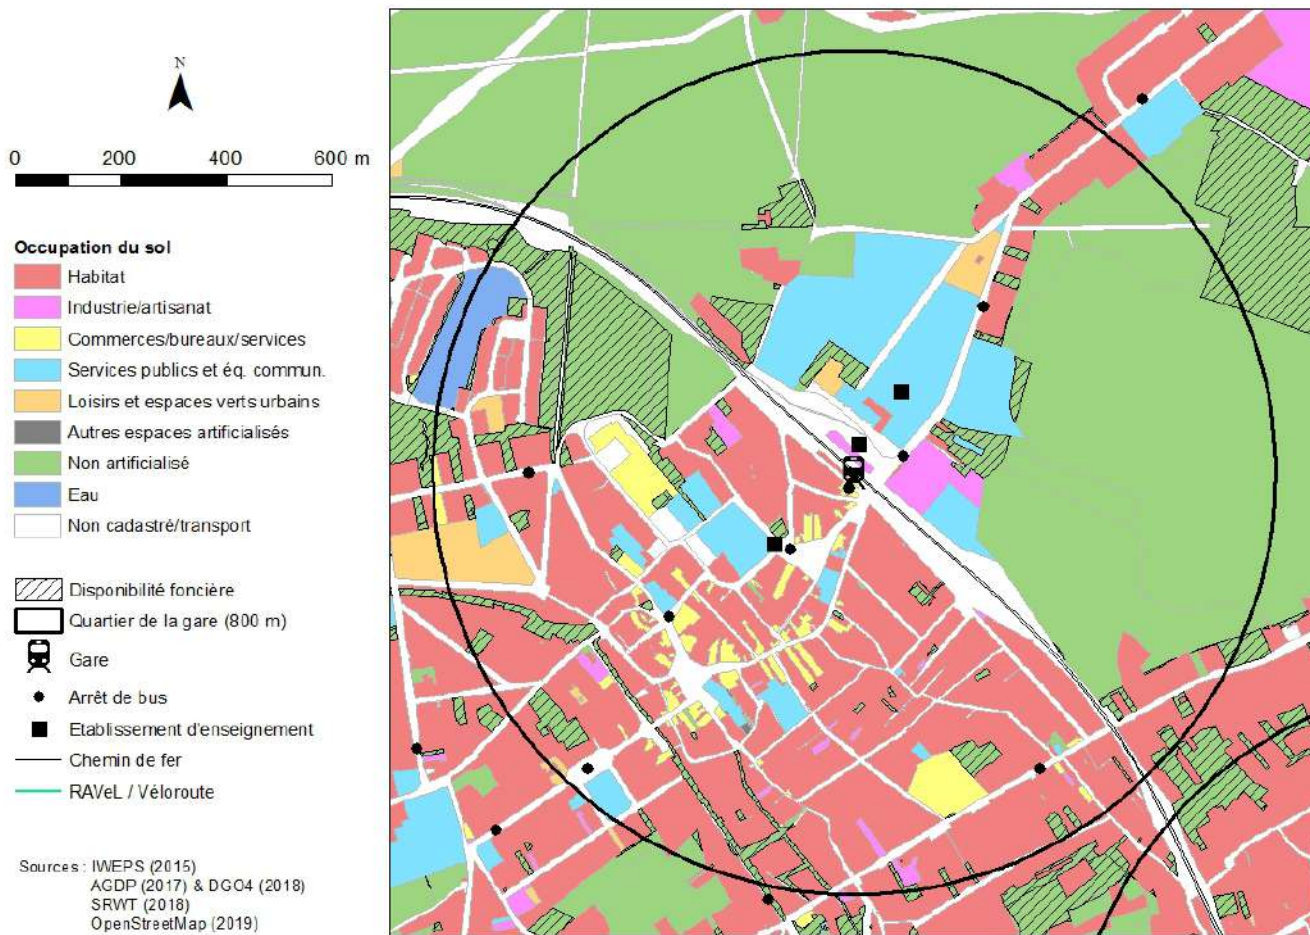 N
0 200 400 600 m
Occupation du sol
Habitat
Industrie/artisanat
Commerces/bureaux/services
Services publics et éq. commun.
Loisirs et espaces verts urbains
Autres espaces artificialisés
Non artificialisé
Eau
Non cadastré/transport
Disponibilité foncière
Quartier de la gare (800 m)
Gare
Arrêt de bus
Etablissement d'enseignement
Chemin de fer
RAVeL / Véloroute
Sources : IWEPS (2015)
AGDP (2017) & DGO4 (2018)
SRWT (2018)
OpenStreetMap (2019)